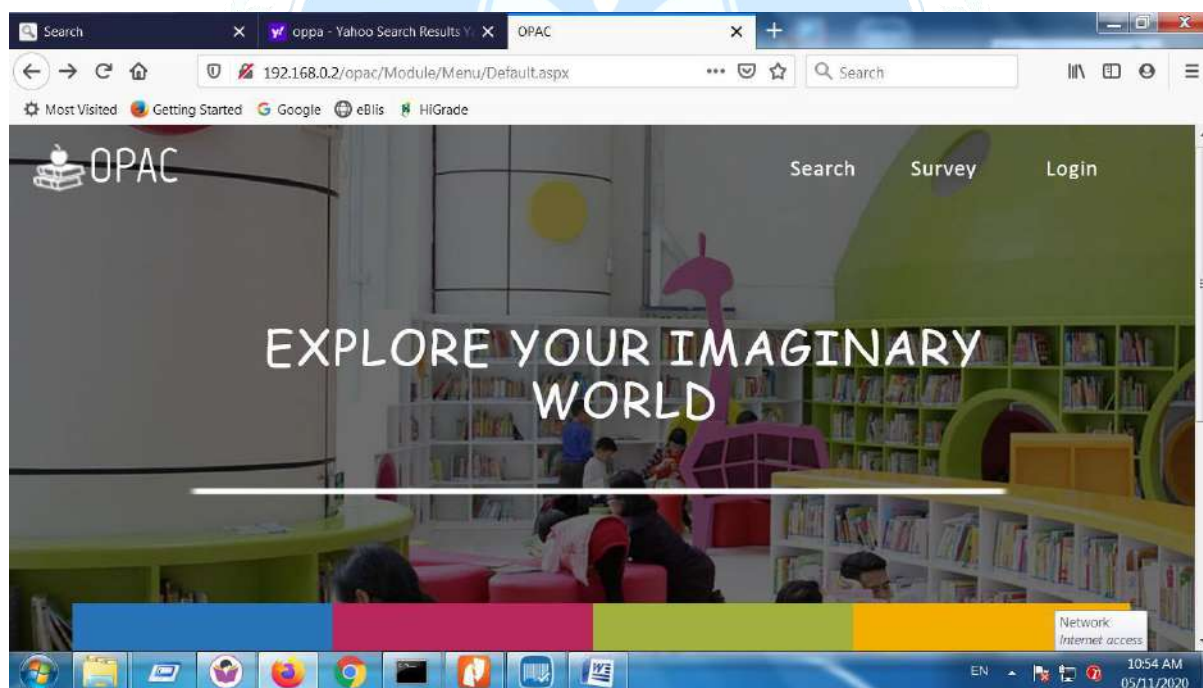 Search
oppa - Yahoo Search Results Y
OPAC
192.168.0.2/opac/Module/Menu/Default.aspx
Search
Most Visited Getting Started Google eBlis HiGrade
OPAC
Search Survey Login
EXPLORE YOUR IMAGINARY
WORLD
Network
Internet access
EN
10:54 AM
05/11/2020